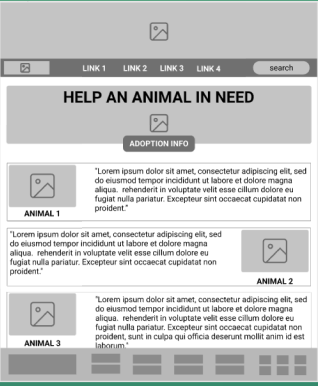 LINK 1 LINK 2 LINK 3 LINK 4 search
HELP AN ANIMAL IN NEED
ADOPTION INFO
"Lorem ipsum dolor sit amet, consectetur adipiscing elit, sed
do eiusmod tempor incididunt ut labore et dolore magna
aliqua. rehenderit in voluptate velit esse cillum dolore eu
fugiat nulla pariatur. Excepteur sint occaecat cupidatat non
proident."
ANIMAL 1
"Lorem ipsum dolor sit amet, consectetur adipiscing elit, sed
do eiusmod tempor incididunt ut labore et dolore magna
aliqua. rehenderit in voluptate velit esse cillum dolore eu
fugiat nulla pariatur. Excepteur sint occaecat cupidatat non
proident."
ANIMAL 2
"Lorem ipsum dolor sit amet, consectetur adipiscing elit, sed
do eiusmod tempor incididunt ut labore et dolore magna
aliqua. rehenderit in voluptate velit esse cillum dolore eu
fugiat nulla pariatur. Excepteur sint occaecat cupidatat non
proident, sunt in culpa qui officia deserunt mollit anim id est
laborum."
ANIMAL 3